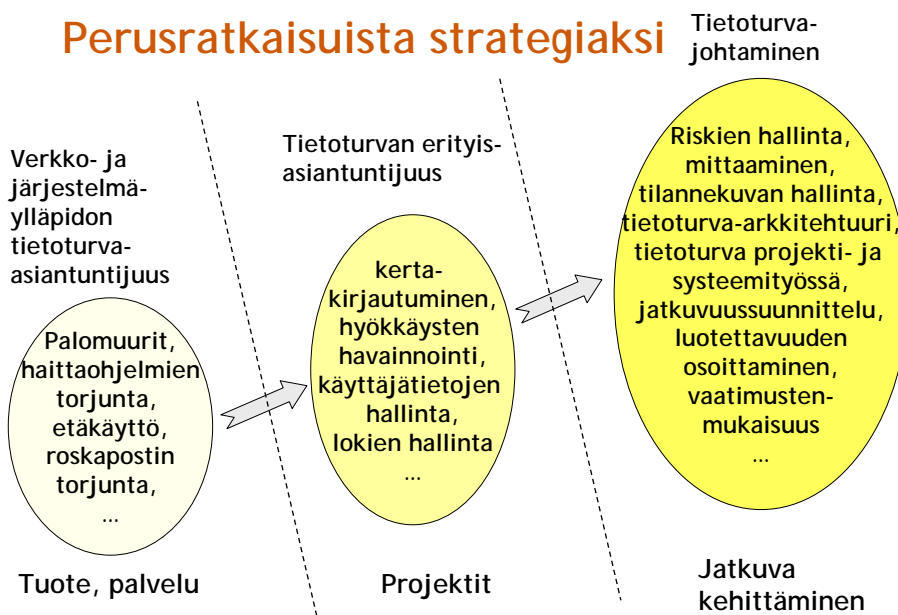 Perusratkaisuista strategiaksi
Verkko- ja
järjestelmä-
ylläpidon
tietoturva-
asiantuntijuus
Palomuurit,
haittaohjelmien
torjunta,
etäkäyttö,
roskapostin
torjunta,
...
Tuote, palvelu
Tietoturvan erityis-
asiantuntijuus
kerta-
kirjautuminen,
hyökkäysten
havainnointi,
käyttäjätietojen
hallinta,
lokien hallinta
...
Projektit
Tietoturva-
johtaminen
Riskien hallinta,
mittaaminen,
tilannekuvan hallinta,
tietoturva-arkkitehtuuri,
tietoturva projekti- ja
systeemityössä,
jatkuvuussuunnittelu,
luotettavuuden
osoittaminen,
vaatimusten-
mukaisuus
...
Jatkuva
kehittäminen